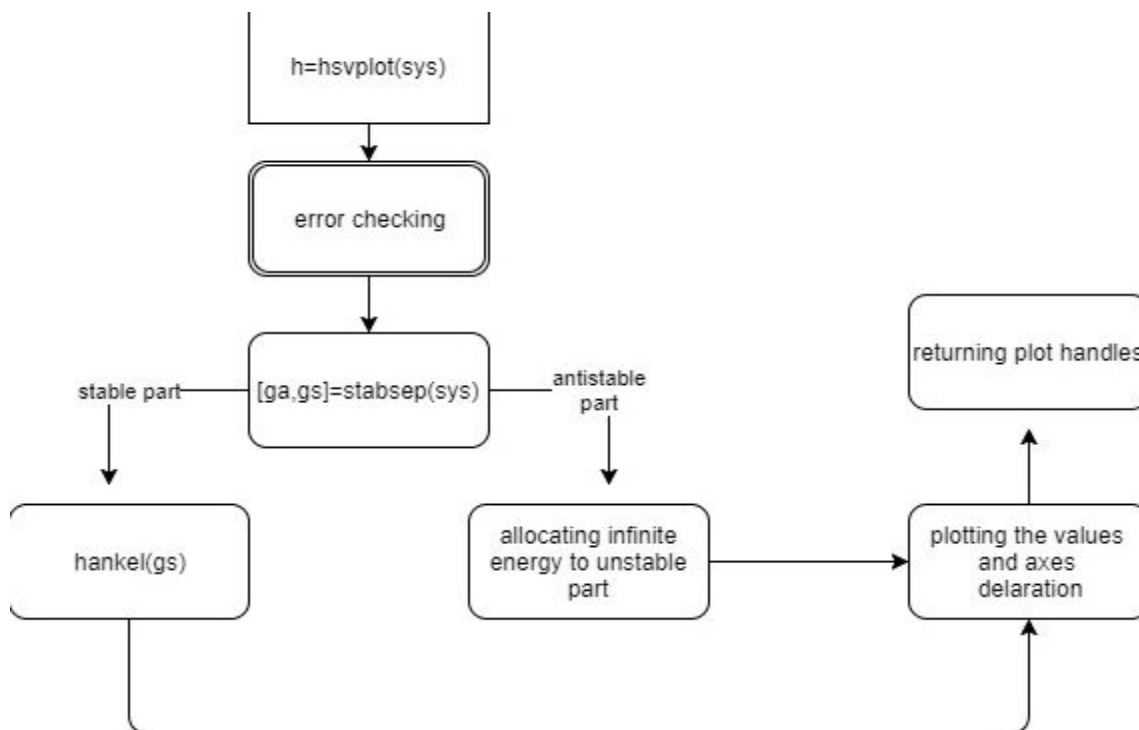 h=hsvplot(sys)
error checking
[ga,gs]=stabsep(sys)
stable part
antistable
part
returning plot handles
hankel(gs)
allocating infinite
energy to unstable
part
plotting the values
and axes
delaration